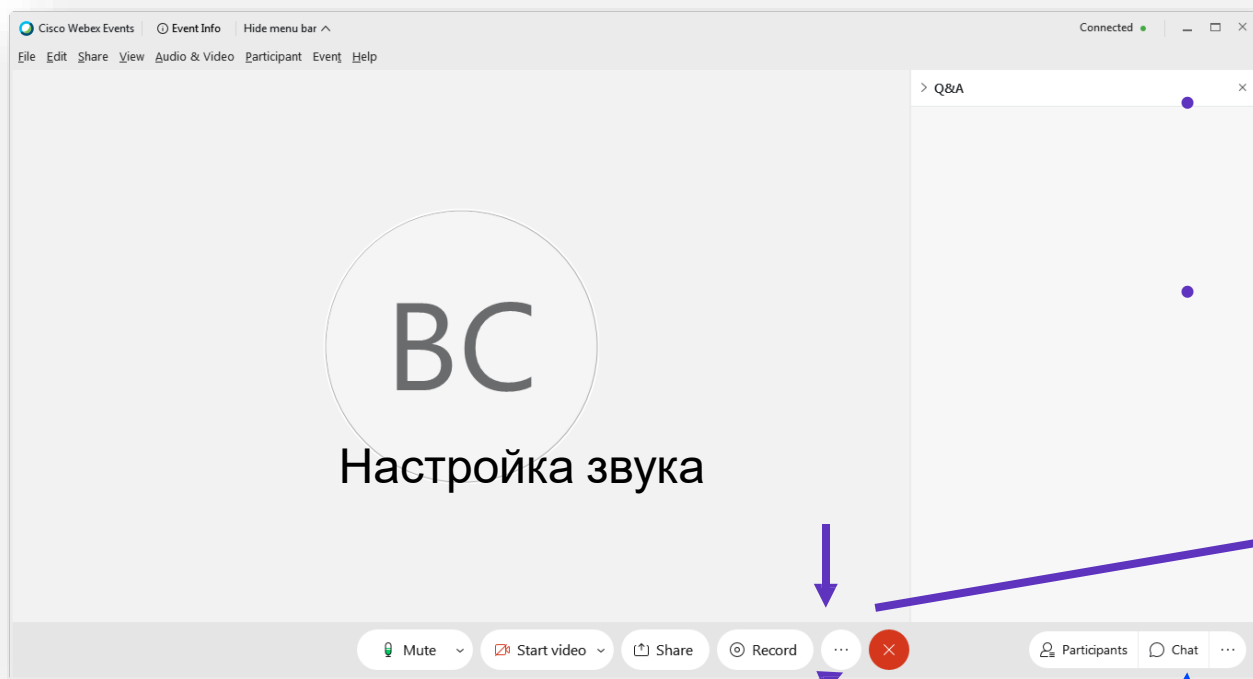 Cisco Webex Events Event Info Hide menu bar Connected
File Edit Share View Audio & Video Participant Event Help
Q&A
BC
Настройка звука
Mute Start video Share Record Participants Chat